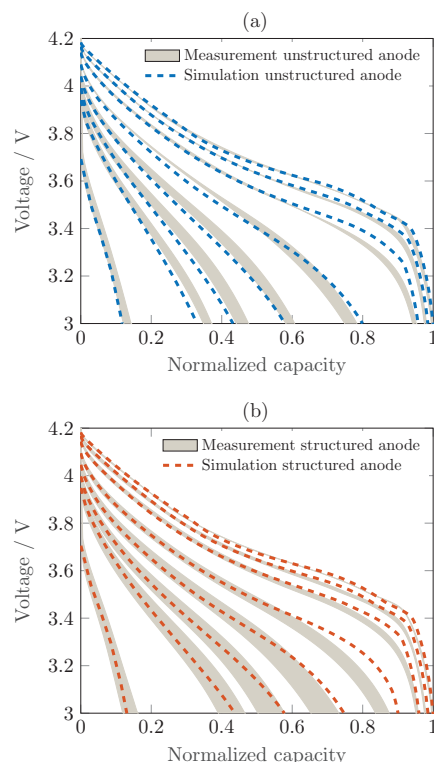 (a)
4.2
4
3.8
3.6
3.4
3.2
3
Voltage / V
Measurement unstructured anode
Simulation unstructured anode
0 0.2 0.4 0.6 0.8 1
Normalized capacity
(b)
4.2
4
3.8
3.6
3.4
3.2
3
Voltage / V
Measurement structured anode
Simulation structured anode
0 0.2 0.4 0.6 0.8 1
Normalized capacity